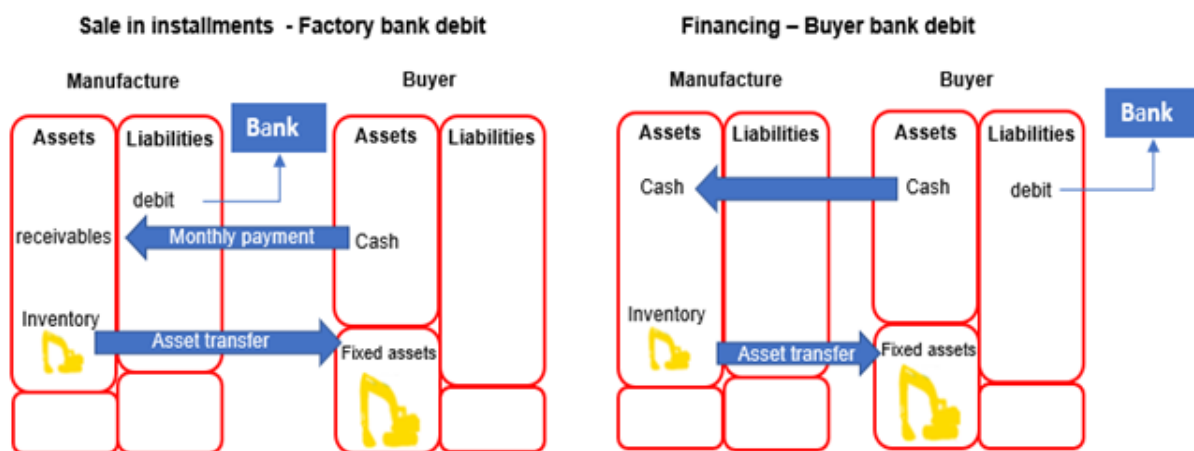 Sale in installments - Factory bank debit
Manufacture
Buyer
Bank
Assets
Liabilities
Assets
Liabilities
debit
receivables
Monthly payment
Cash
Inventory
Asset transfer
Fixed assets
Financing – Buyer bank debit
Manufacture
Buyer
Bank
Assets
Liabilities
Assets
Liabilities
Cash
Cash
debit
Inventory
Asset transfer
Fixed assets